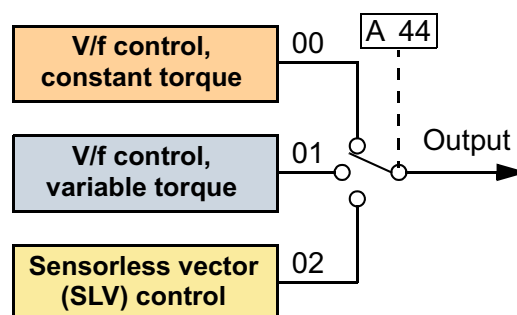 V/f control,
constant torque
00
A 44
V/f control,
variable torque
01
Output
Sensorless vector
(SLV) control
02